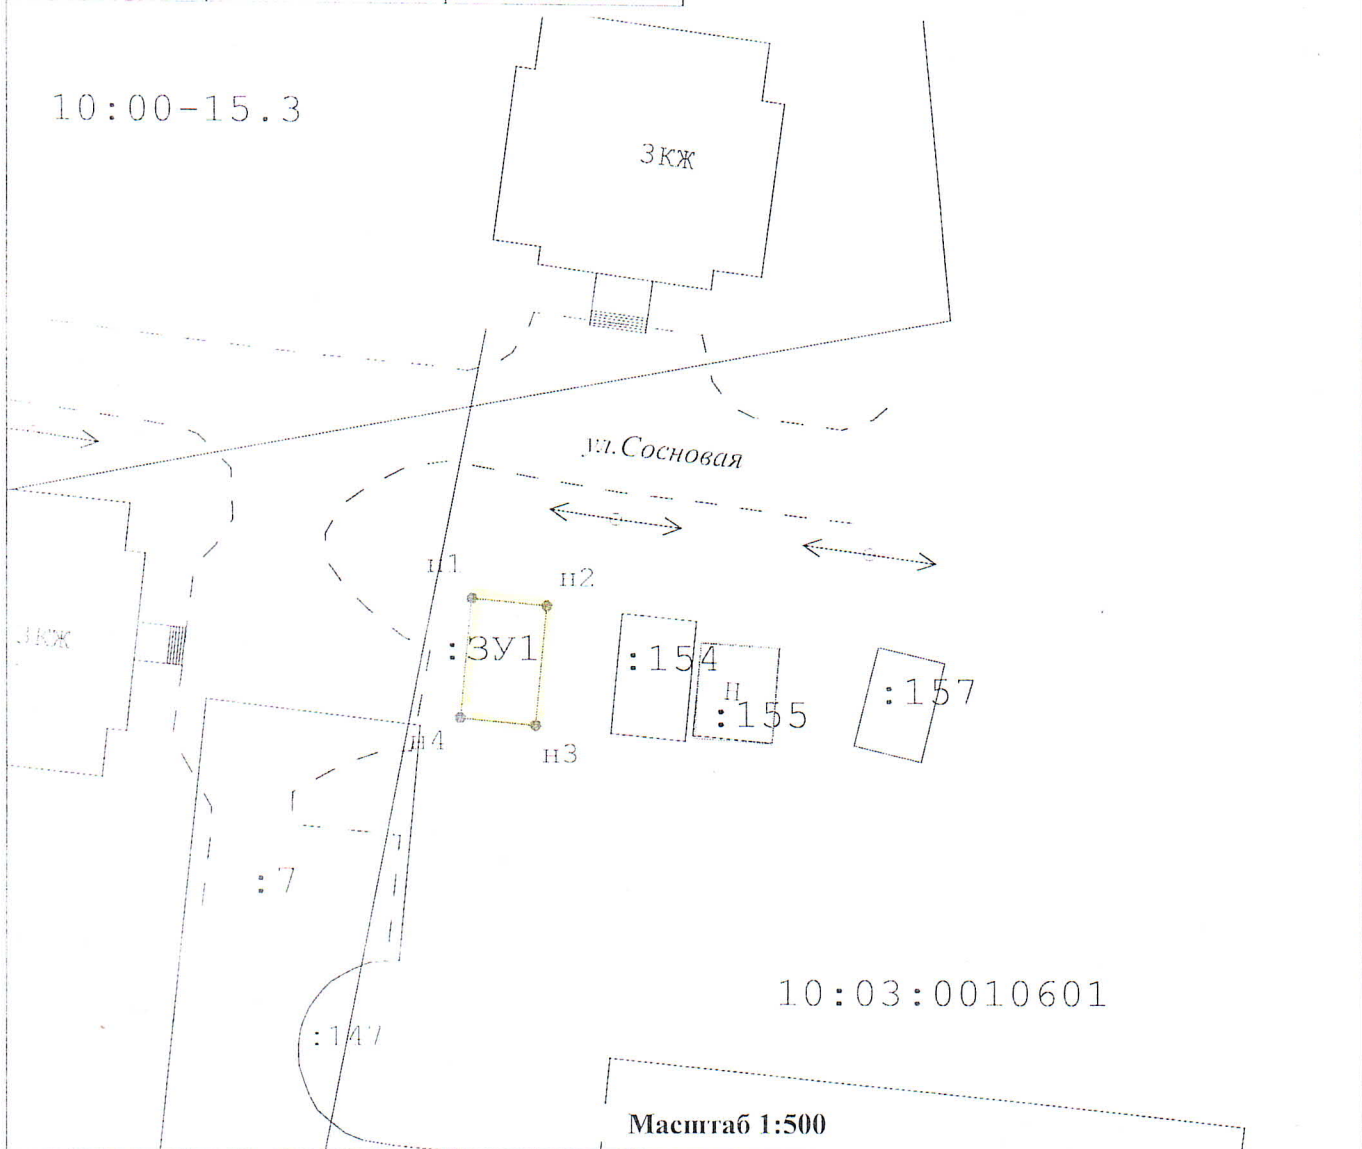 10:00-15.3
3кж
ул.Сосновая
н1
н2
:ЗУ1
:154
Н
:155
:157
3кж
н4
н3
:7
10:03:0010601
:147
Масштаб 1:500